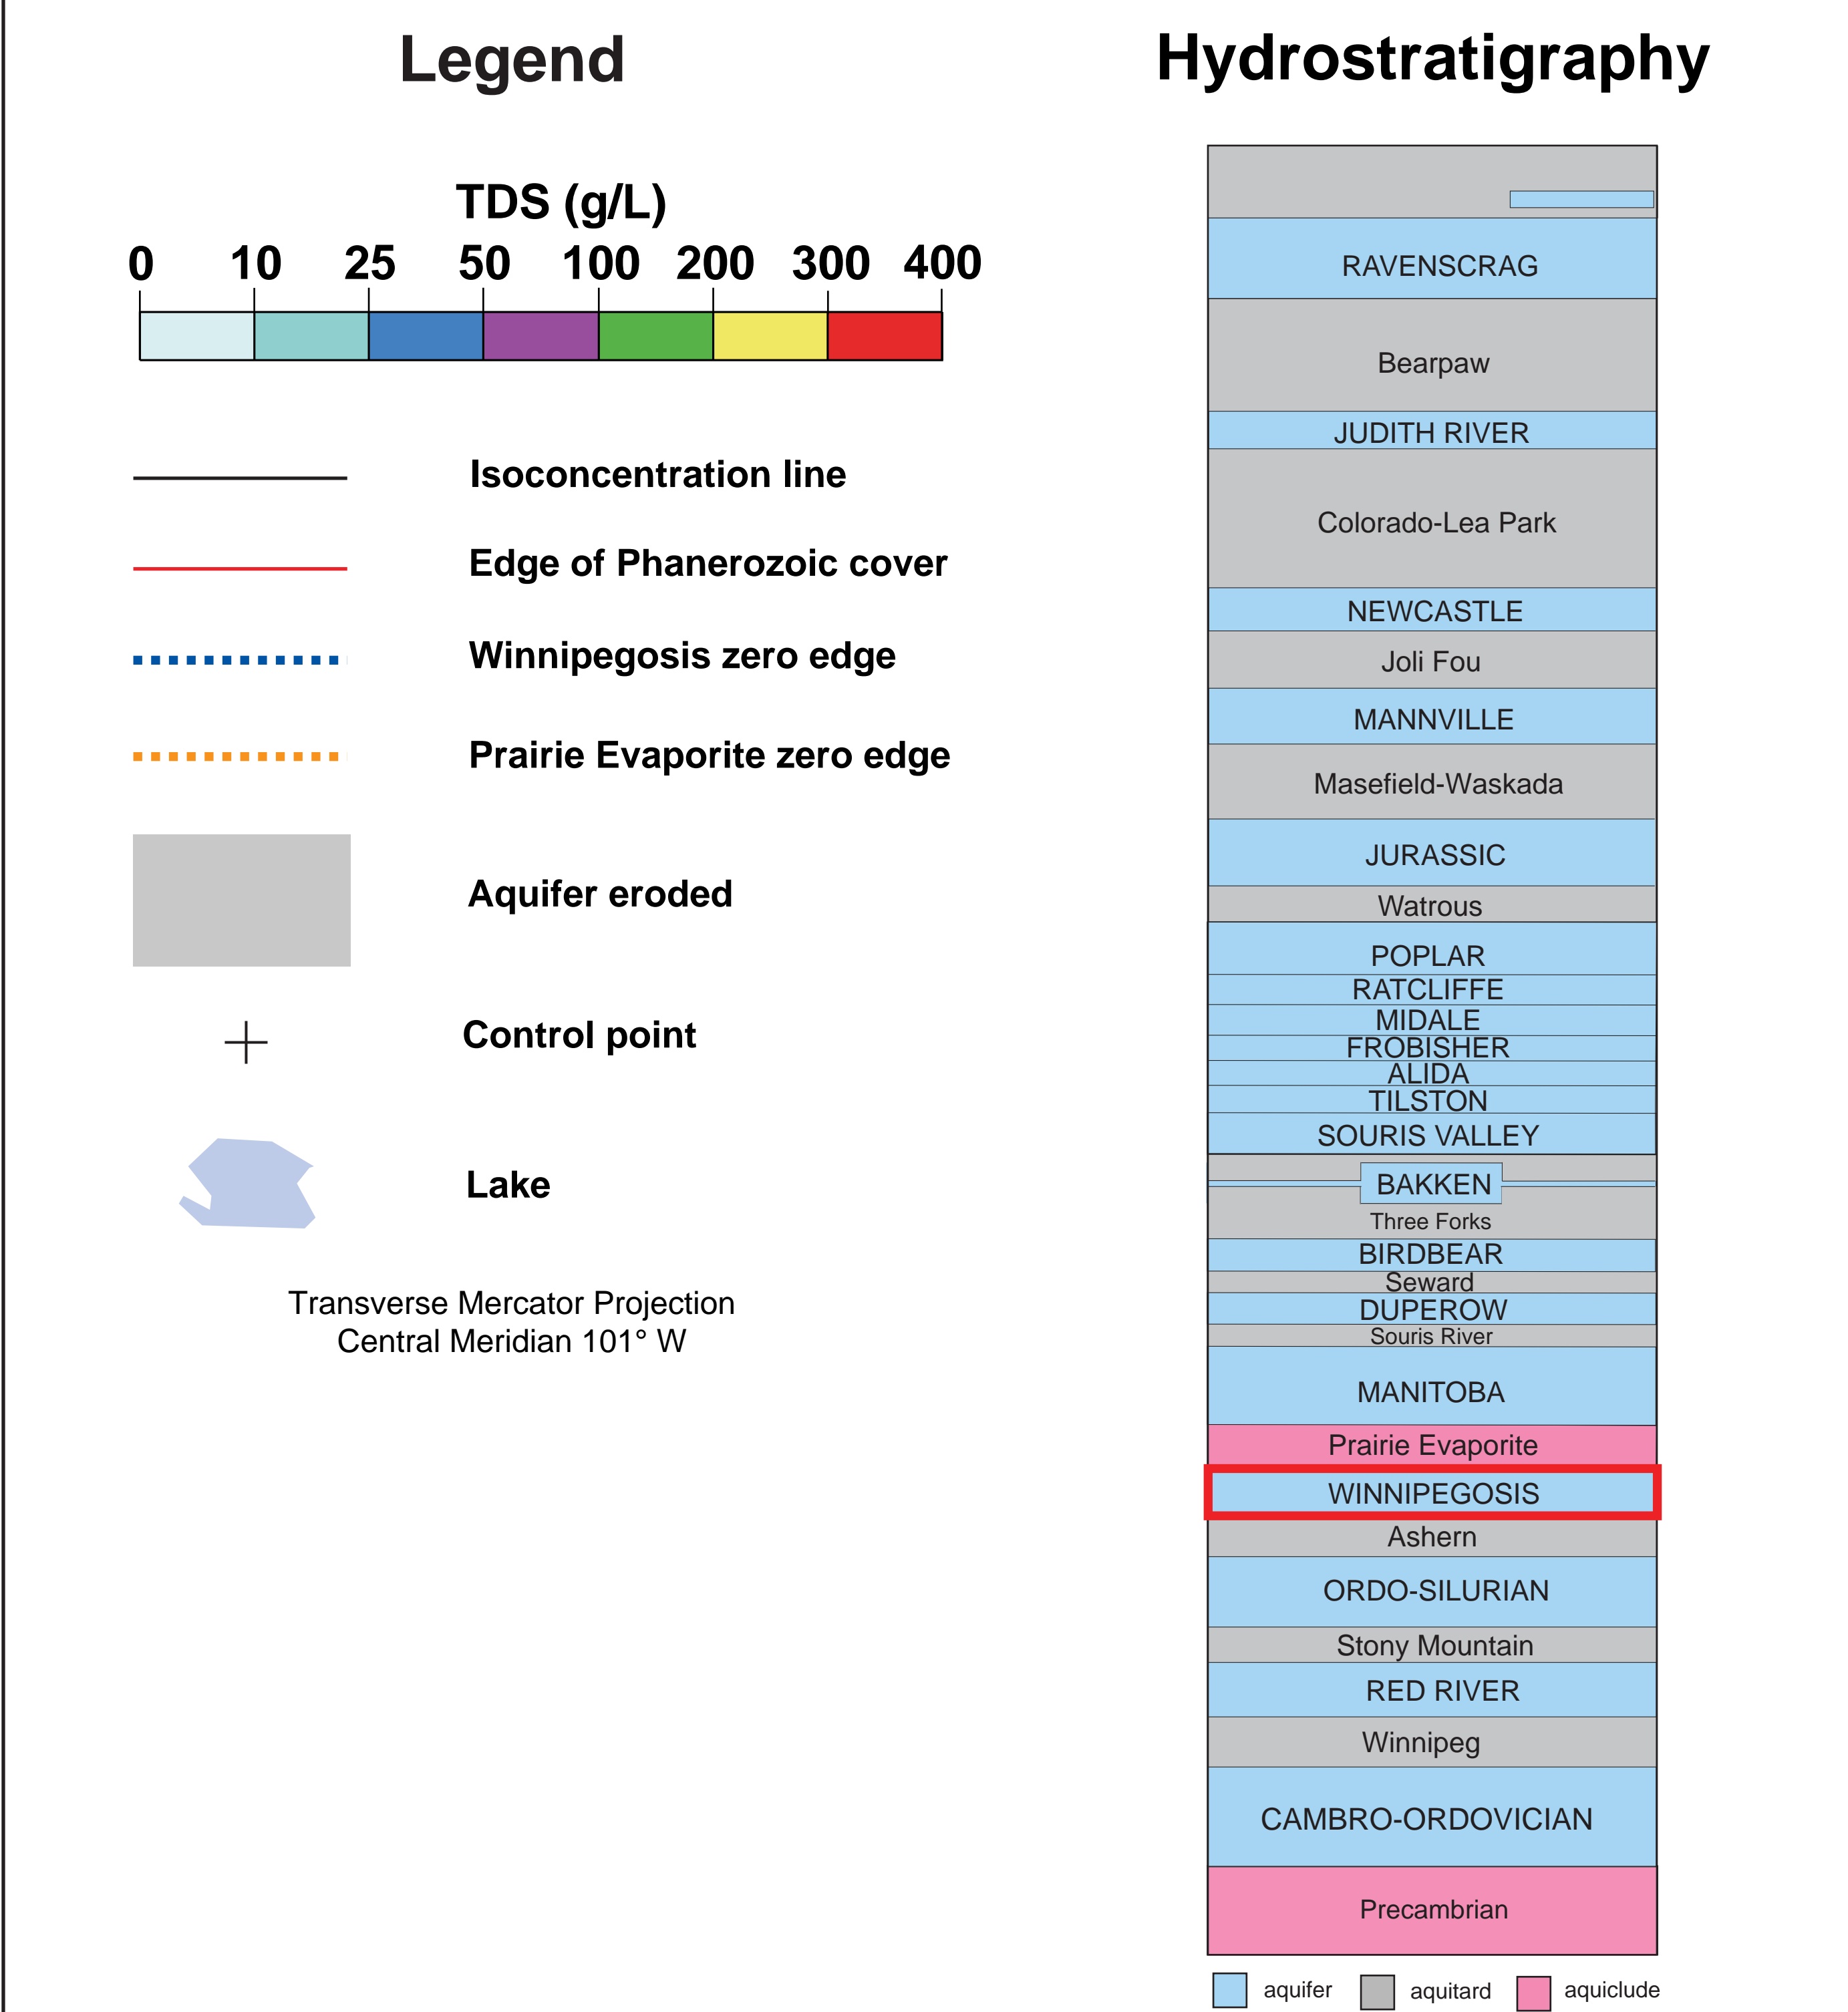 Legend
TDS (g/L)
0 10 25 50 100 200 300 400
Isoconcentration line
Edge of Phanerozoic cover
Winnipegosis zero edge
Prairie Evaporite zero edge
Aquifer eroded
Control point
Lake
Transverse Mercator Projection
Central Meridian 101° W
Hydrostratigraphy
RAVENSCRAG
Bearpaw
JUDITH RIVER
Colorado-Lea Park
NEWCASTLE
Joli Fou
MANNVILLE
Masefield-Waskada
JURASSIC
Watrous
POPLAR
RATCLIFFE
MIDALE
FROBISHER
ALIDA
TILSTON
SOURIS VALLEY
BAKKEN
Three Forks
BIRDBEAR
Seward
DUPEROW
Souris River
MANITOBA
Prairie Evaporite
WINNIPEGOSIS
Ashern
ORDO-SILURIAN
Stony Mountain
RED RIVER
Winnipeg
CAMBRO-ORDOVICIAN
Precambrian
aquifer aquitard aquiclude